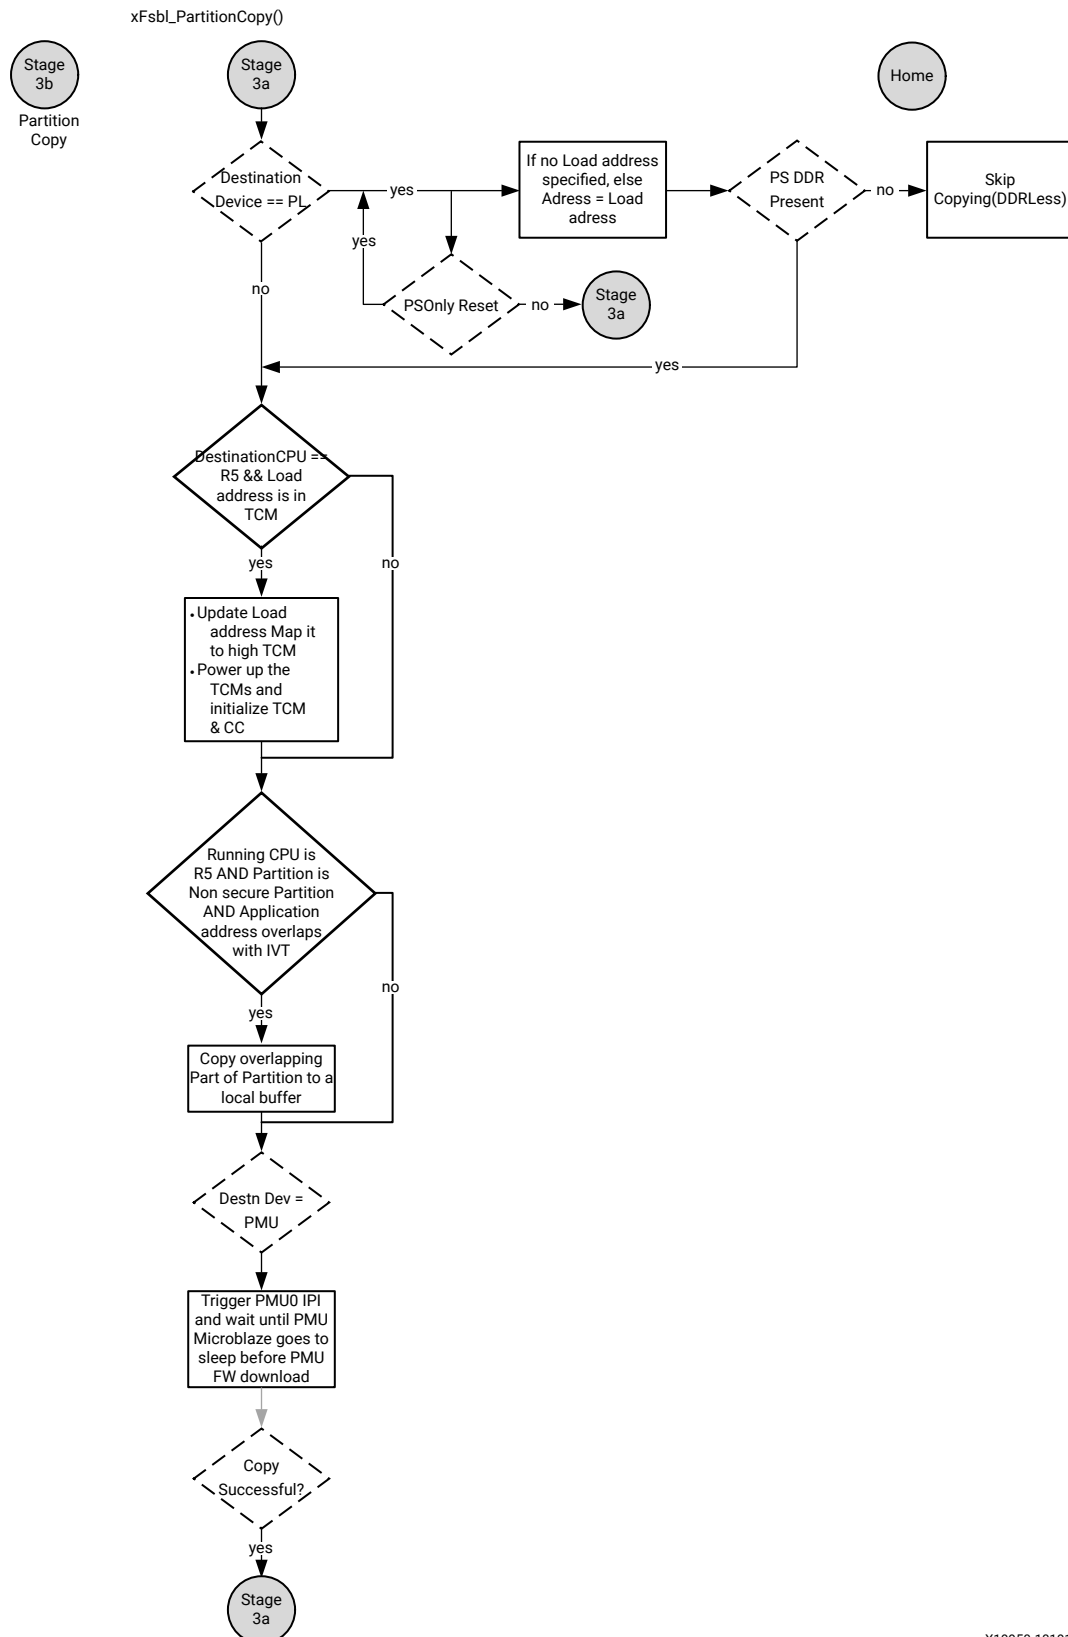 xFsbl_PartitionCopy()
Stage
3b
Partition
Copy
Stage
3a
Home
Destination
Device == PL
yes
If no Load address
specified, else
Adress = Load
adress
PS DDR
Present
no
Skip
Copying(DDRLess)
yes
PSOnly Reset
no
Stage
3a
no
yes
DestinationCPU ==
R5 && Load
address is in
TCM
yes
no
• Update Load
address Map it
to high TCM
• Power up the
TCMs and
initialize TCM
& CC
Running CPU is
R5 AND Partition is
Non secure Partition
AND Application
address overlaps
with IVT
no
yes
Copy overlapping
Part of Partition to a
local buffer
Destn Dev =
PMU
Trigger PMU0 IPI
and wait until PMU
Microblaze goes to
sleep before PMU
FW download
Copy
Successful?
yes
Stage
3a